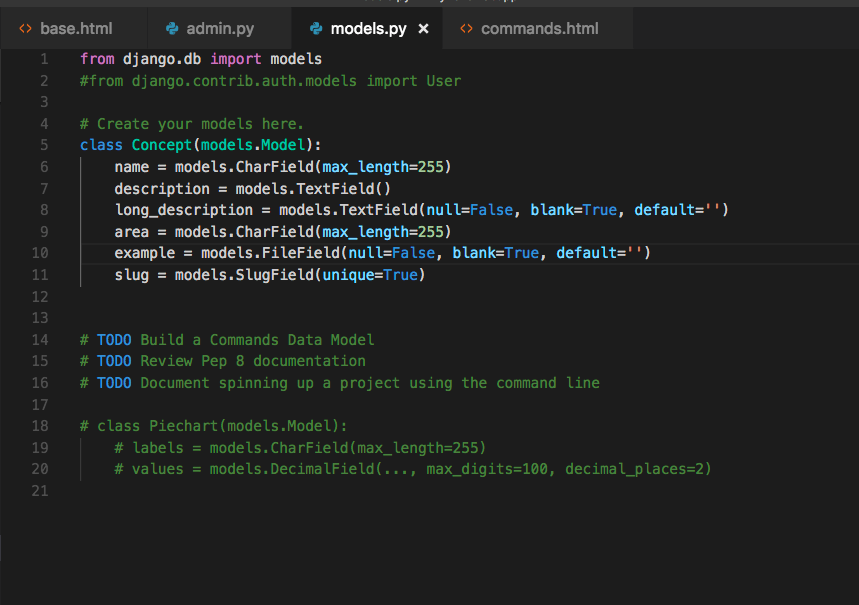 base.html admin.py models.py × commands.html
1 from django.db import models
2 #from django.contrib.auth.models import User
3
4 # Create your models here.
5 class Concept(models.Model):
6 name = models.CharField(max_length=255)
7 description = models.TextField()
8 long_description = models.TextField(null=False, blank=True, default='')
9 area = models.CharField(max_length=255)
10 example = models.FileField(null=False, blank=True, default='')
11 slug = models.SlugField(unique=True)
12
13
14 # TODO Build a Commands Data Model
15 # TODO Review Pep 8 documentation
16 # TODO Document spinning up a project using the command line
17
18 # class Piechart(models.Model):
19 # labels = models.CharField(max_length=255)
20 # values = models.DecimalField(..., max_digits=100, decimal_places=2)
21